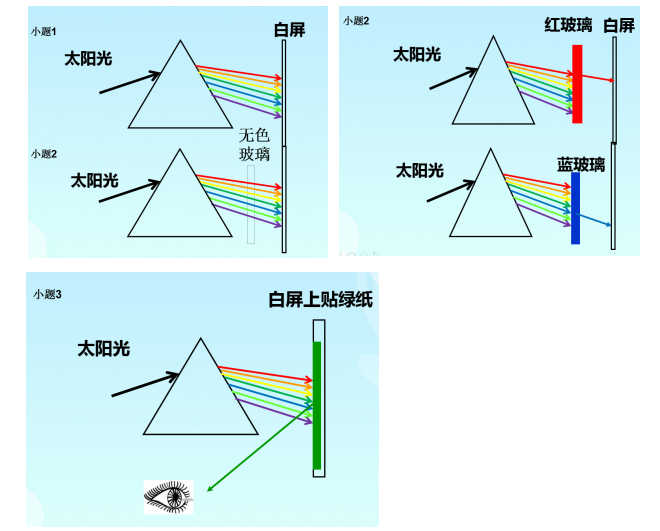 小题1
白屏
太阳光
小题2
无色
玻璃
太阳光
小题2
红玻璃 白屏
太阳光
蓝玻璃
太阳光
小题3
白屏上贴绿纸
太阳光